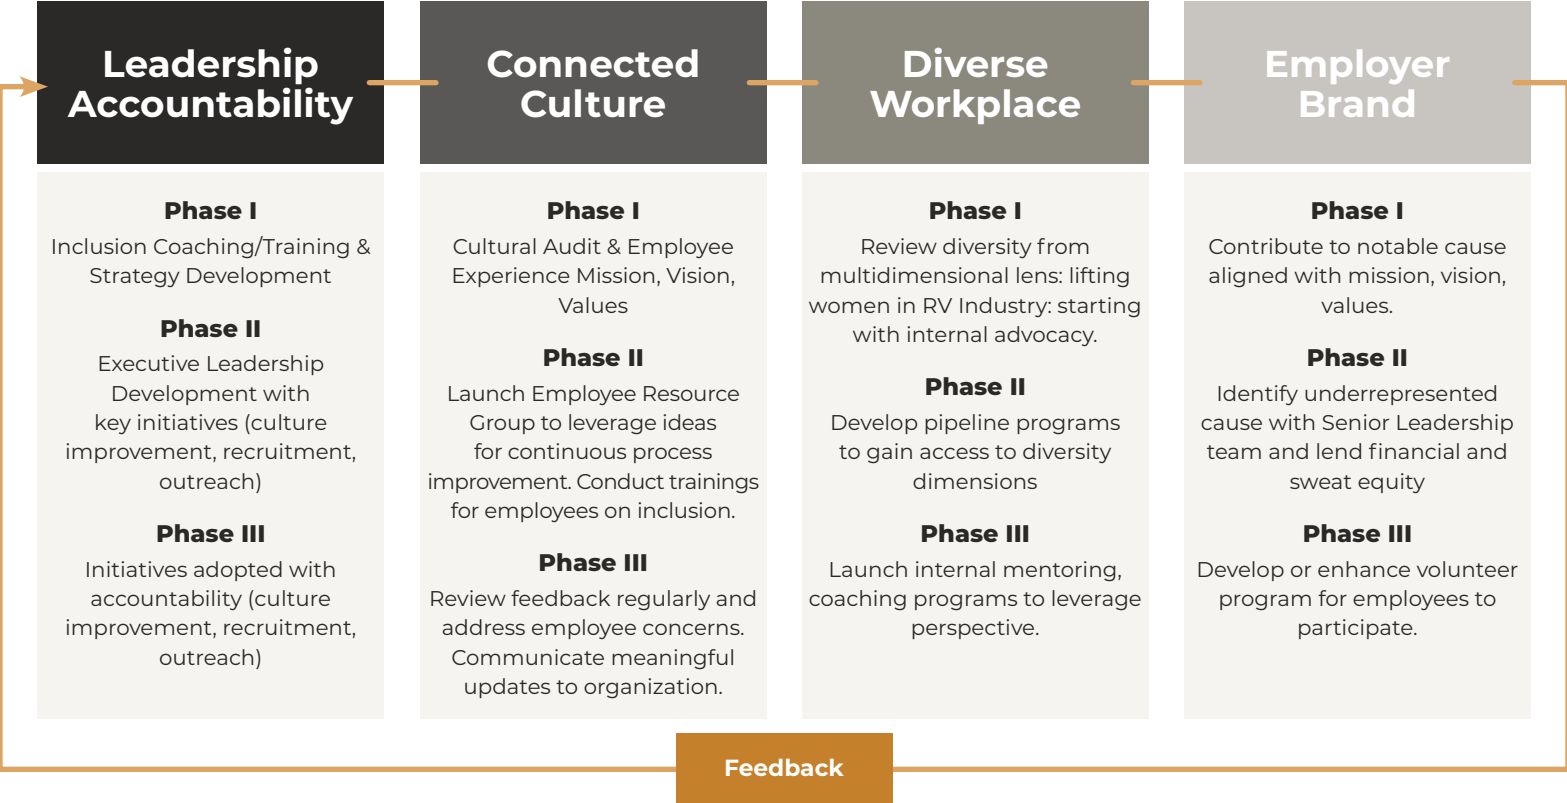 Leadership
Accountability
Phase I
Inclusion Coaching/Training &
Strategy Development
Phase II
Executive Leadership
Development with
key initiatives (culture
improvement, recruitment,
outreach)
Phase III
Initiatives adopted with
accountability (culture
improvement, recruitment,
outreach)
Connected
Culture
Phase I
Cultural Audit & Employee
Experience Mission, Vision,
Values
Phase II
Launch Employee Resource
Group to leverage ideas
for continuous process
improvement. Conduct trainings
for employees on inclusion.
Phase III
Review feedback regularly and
address employee concerns.
Communicate meaningful
updates to organization.
Diverse
Workplace
Phase I
Review diversity from
multidimensional lens: lifting
women in RV Industry: starting
with internal advocacy.
Phase II
Develop pipeline programs
to gain access to diversity
dimensions
Phase III
Launch internal mentoring,
coaching programs to leverage
perspective.
Employer
Brand
Phase I
Contribute to notable cause
aligned with mission, vision,
values.
Phase II
Identify underrepresented
cause with Senior Leadership
team and lend financial and
sweat equity
Phase III
Develop or enhance volunteer
program for employees to
participate.
Feedback